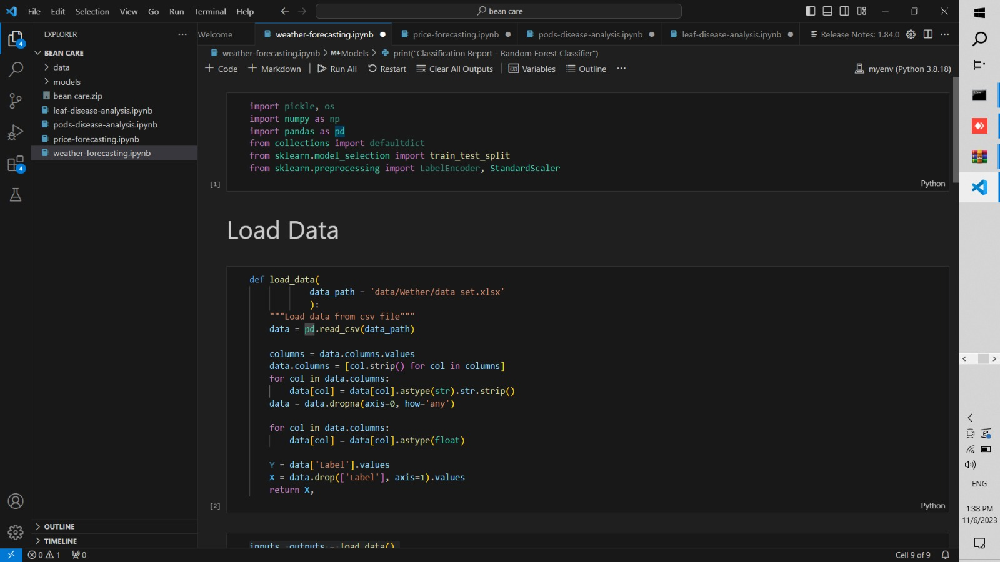 File Edit Selection View Go Run Terminal Help bean care
EXPLORER
Welcome weather-forecasting.ipynb price-forecasting.ipynb pods-disease-analysis.ipynb leaf-disease-analysis.ipynb Release Notes: 1.84.0
BEAN CARE
data
models
bean care.zip
leaf-disease-analysis.ipynb
pods-disease-analysis.ipynb
price-forecasting.ipynb
weather-forecasting.ipynb
OUTLINE
TIMELINE
weather-forecasting.ipynb > M↓Models > print("Classification Report - Random Forest Classifier")
+ Code + Markdown | Run All Restart Clear All Outputs | Variables Outline ... myenv (Python 3.8.18)
import pickle, os
import numpy as np
import pandas as pd
from collections import defaultdict
from sklearn.model_selection import train_test_split
from sklearn.preprocessing import LabelEncoder, StandardScaler
[1] Python
Load Data
def load_data(
data_path = 'data/Wether/data set.xlsx'
):
"""Load data from csv file"""
data = pd.read_csv(data_path)
columns = data.columns.values
data.columns = [col.strip() for col in columns]
for col in data.columns:
data[col] = data[col].astype(str).str.strip()
data = data.dropna(axis=0, how='any')
for col in data.columns:
data[col] = data[col].astype(float)
Y = data['Label'].values
X = data.drop(['Label'], axis=1).values
return X,
[2] Python
inputs, outputs = load_data()
0 1 0 Cell 9 of 9
4
4
ENG
1:38 PM
11/6/2023